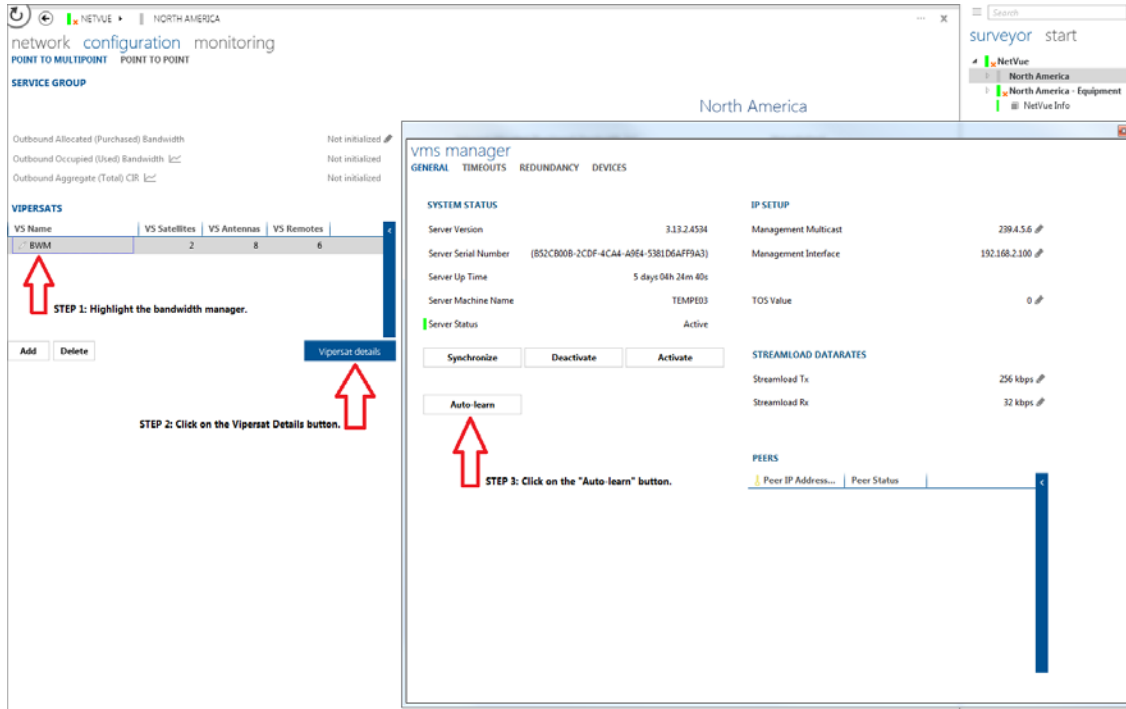 NETVUE NORTH AMERICA
... x
network configuration monitoring
POINT TO MULTIPOINT POINT TO POINT
SERVICE GROUP
North America
Outbound Allocated (Purchased) Bandwidth Not initialized
Outbound Occupied (Used) Bandwidth Not initialized
Outbound Aggregate (Total) CIR Not initialized
VIPERSATS
VS Name VS Satellites VS Antennas VS Remotes
BWM 2 8 6
STEP 1: Highlight the bandwidth manager.
Add Delete Vipersat details
STEP 2: Click on the Vipersat Details button.
Search
surveyor start
NetVue
North America
North America - Equipment
NetVue Info
vms manager
GENERAL TIMEOUTS REDUNDANCY DEVICES
SYSTEM STATUS
Server Version 3.13.2.4534
Server Serial Number (B52CB00B-2CDF-4CA4-A9E4-5381D6AFF9A3)
Server Up Time 5 days 04h 24m 40s
Server Machine Name TEMPE03
Server Status Active
Synchronize Deactivate Activate
Auto-learn
STEP 3: Click on the "Auto-learn" button.
IP SETUP
Management Multicast 239.4.5.6
Management Interface 192.168.2.100
TOS Value 0
STREAMLOAD DATARATES
Streamload Tx 256 kbps
Streamload Rx 32 kbps
PEERS
Peer IP Address... Peer Status